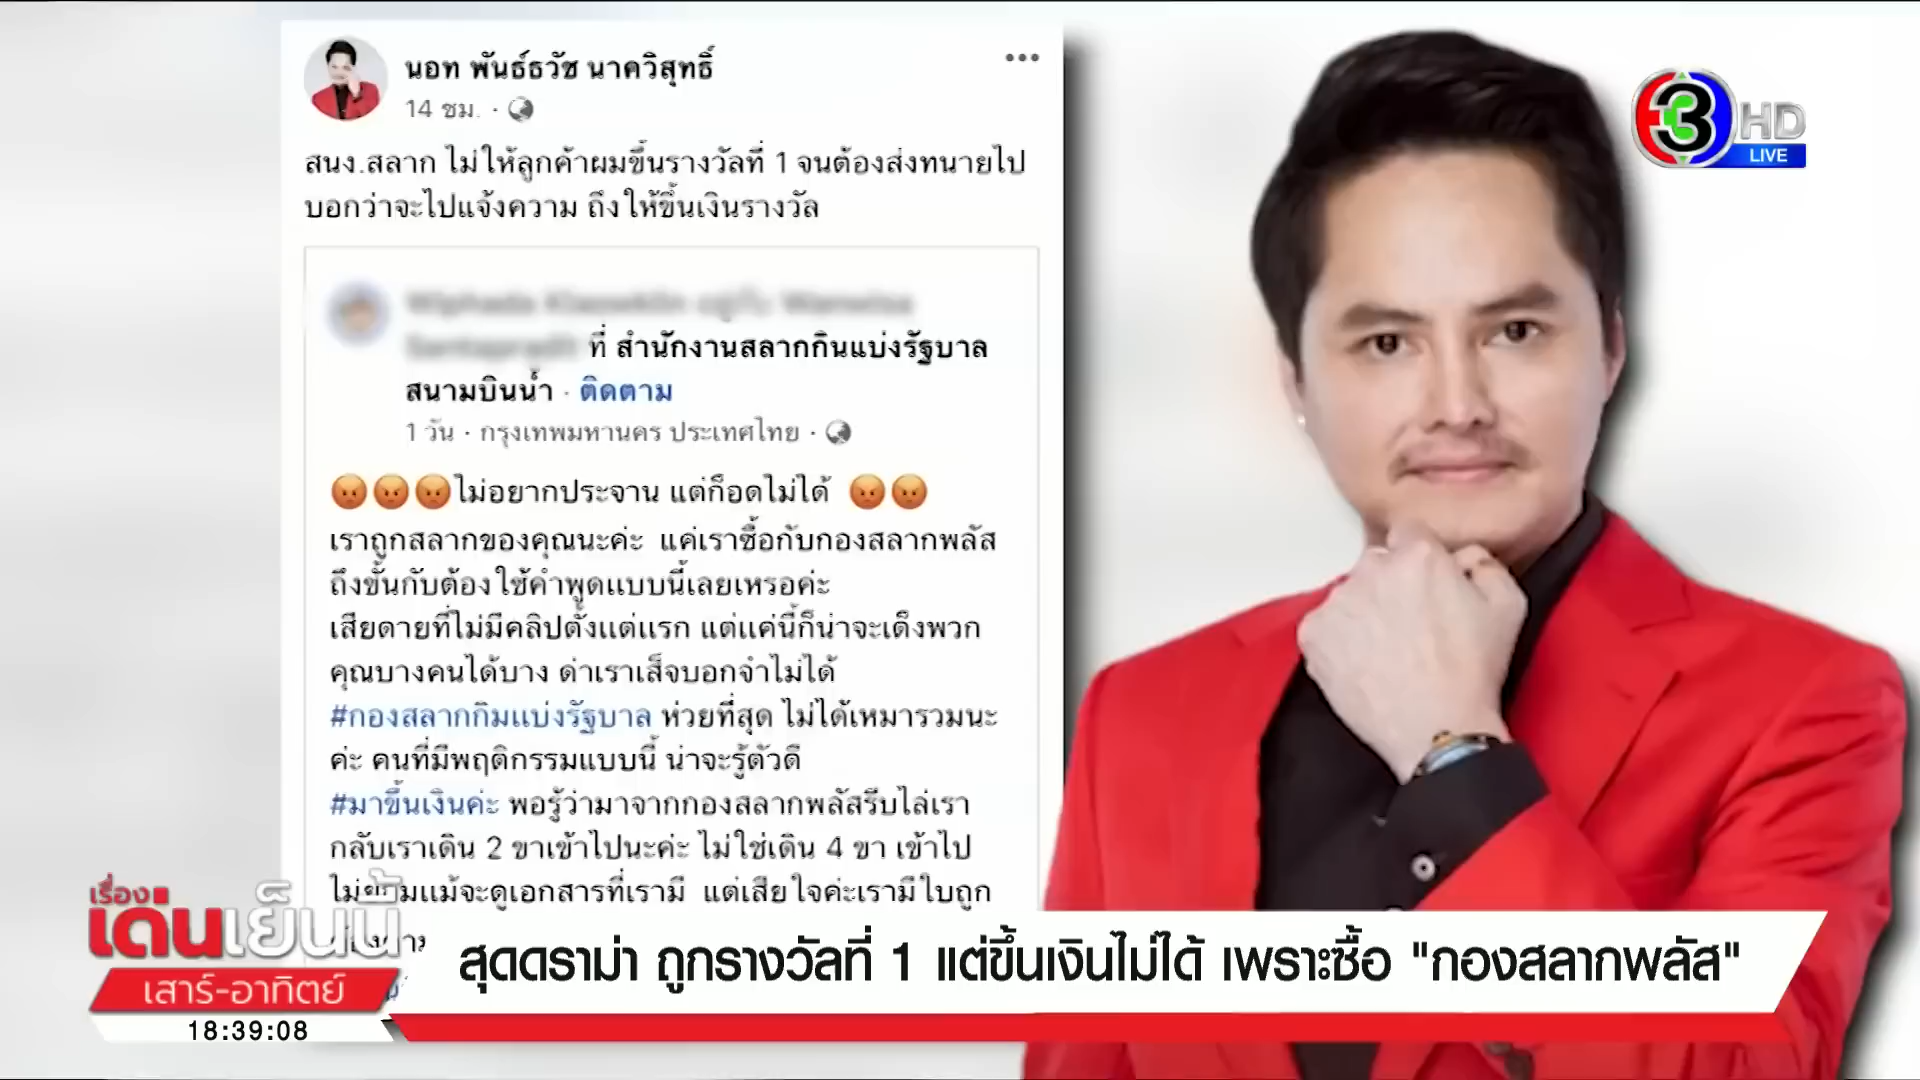 นอท พันธ์ธวัช นาควิสุทธิ์
14 ชม. ·
สนง.สลาก ไม่ให้ลูกค้าผมขึ้นรางวัลที่ 1 จนต้องส่งทนายไป
บอกว่าจะไปแจ้งความ ถึงให้ขึ้นเงินรางวัล
ที่ สำนักงานสลากกินแบ่งรัฐบาล
สนามบินน้ำ · ติดตาม
1 วัน · กรุงเทพมหานคร ประเทศไทย ·
😡😡😡ไม่อยากประจาน แต่ก็อดไม่ได้ 😡😡
เราถูกสลากของคุณนะค่ะ แค่เราซื้อกับกองสลากพลัส
ถึงขั้นกับต้องใช้คำพูดแบบนี้เลยเหรอค่ะ
เสียดายที่ไม่มีคลิปตั้งแต่แรก แต่แค่นี้ก็น่าจะเด็งพวก
คุณบางคนได้บาง ด่าเราเส็จบอกจำไม่ได้
#กองสลากกิมแบ่งรัฐบาล ห่วยที่สุด ไม่ได้เหมารวมนะ
ค่ะ คนที่มีพฤติกรรมแบบนี้ น่าจะรู้ตัวดี
#มาขึ้นเงินค่ะ พอรู้ว่ามาจากกองสลากพลัสรีบไล่เรา
กลับเราเดิน 2 ขาเข้าไปนะค่ะ ไม่ใช่เดิน 4 ขา เข้าไป
แม้จะดูเอกสารที่เรามี แต่เสียใจค่ะเรามีใบถูก
3 HD
LIVE
เรื่อง
เด่นเย็นนี้
เสาร์-อาทิตย์
18:39:08
สุดดราม่า ถูกรางวัลที่ 1 แต่ขึ้นเงินไม่ได้ เพราะซื้อ "กองสลากพลัส"